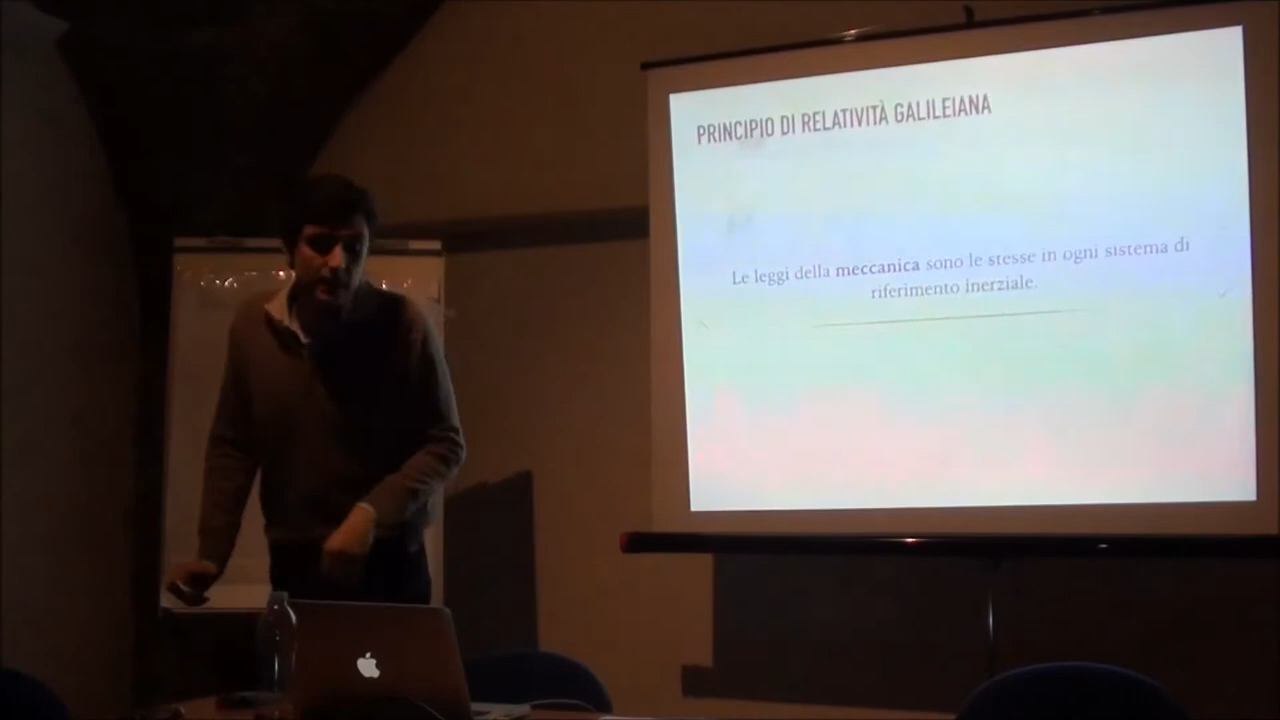 PRINCIPIO DI RELATIVITÀ GALILEIANA
Le leggi della meccanica sono le stesse in ogni sistema di
riferimento inerziale.